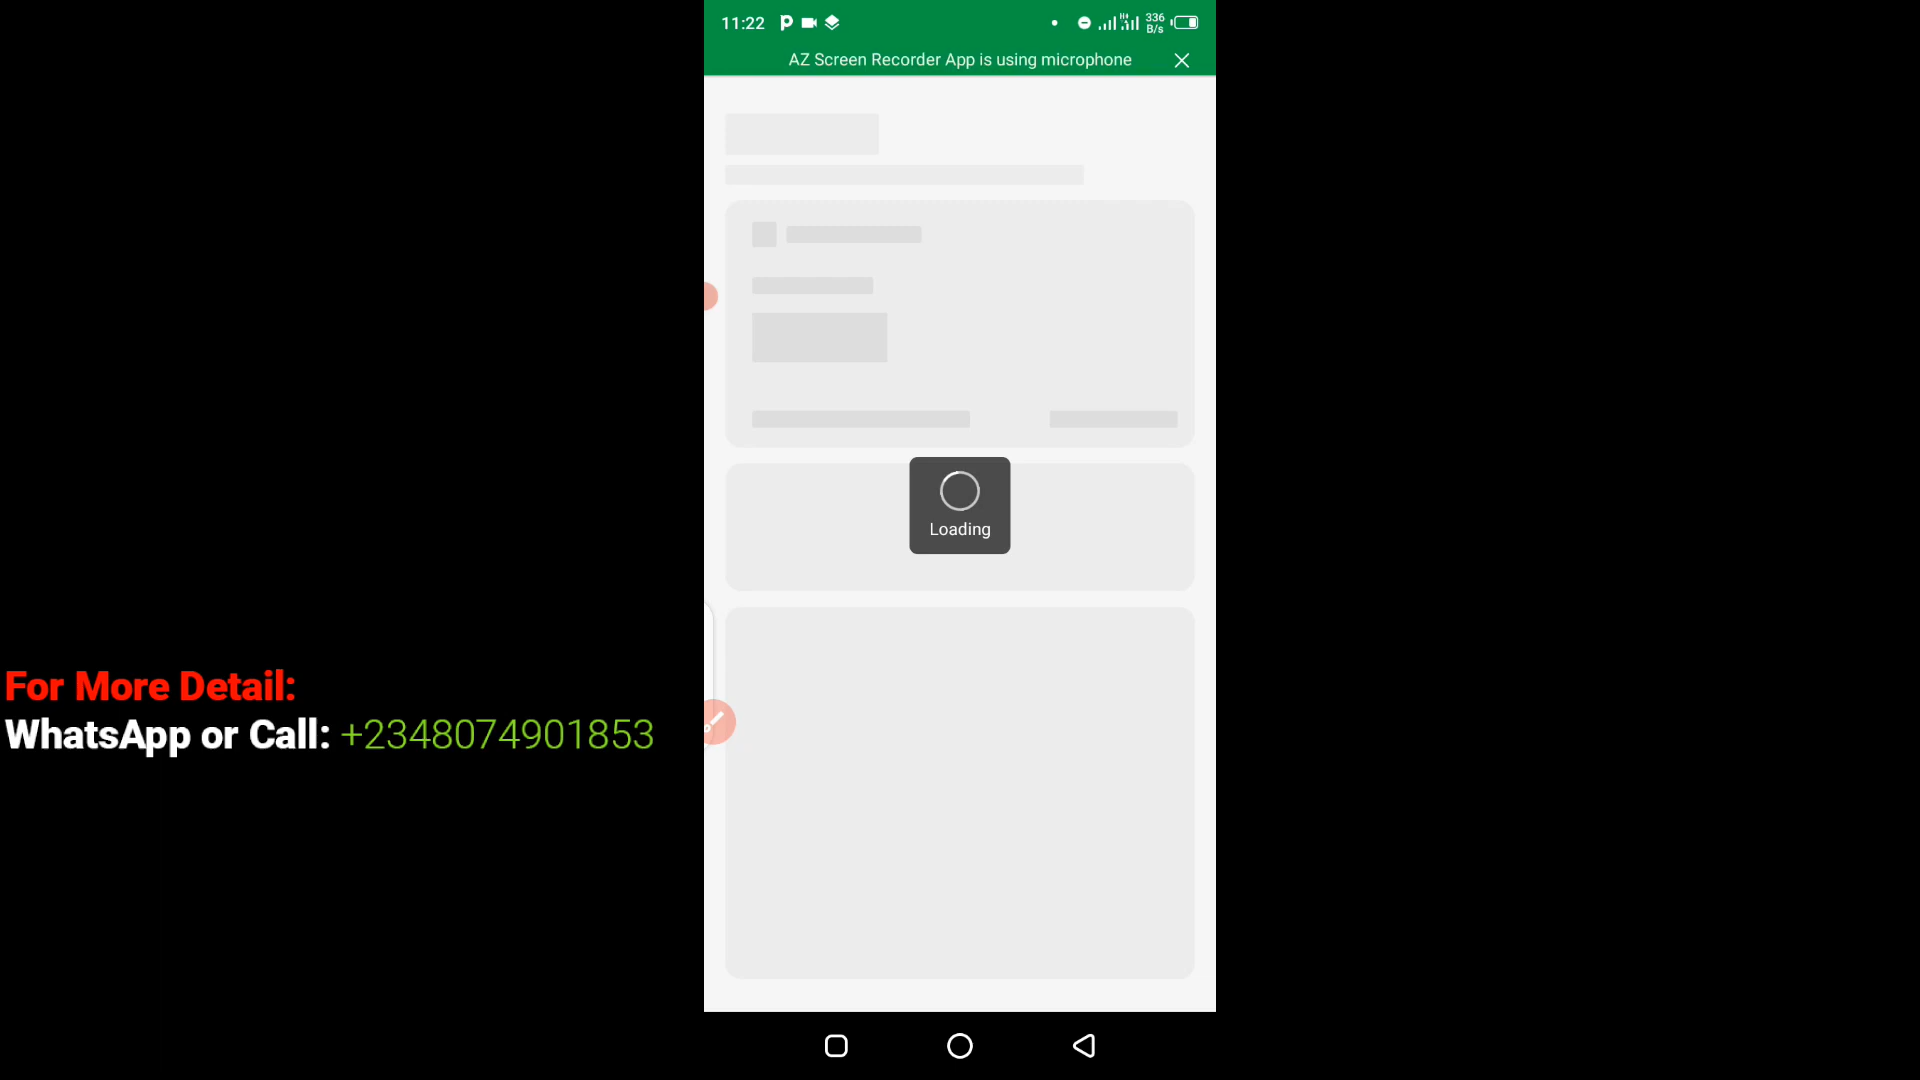 11:22
336
B/s
AZ Screen Recorder App is using microphone
Loading
For More Detail:
WhatsApp or Call: +2348074901853